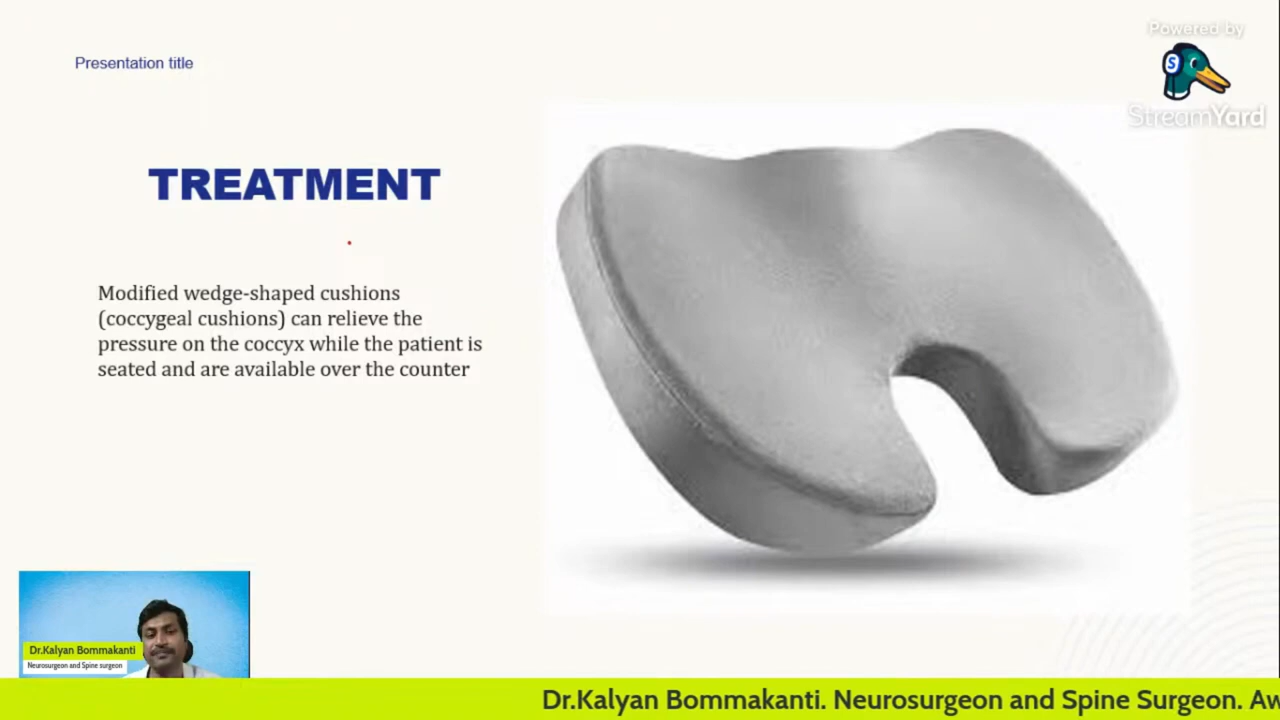 Powered by
Presentation title
S
StreamYard
TREATMENT
Modified wedge-shaped cushions
(coccygeal cushions) can relieve the
pressure on the coccyx while the patient is
seated and are available over the counter
Dr.Kalyan Bommakanti
Neurosurgeon and Spine surgeon
Dr.Kalyan Bommakanti. Neurosurgeon and Spine Surgeon. Aw